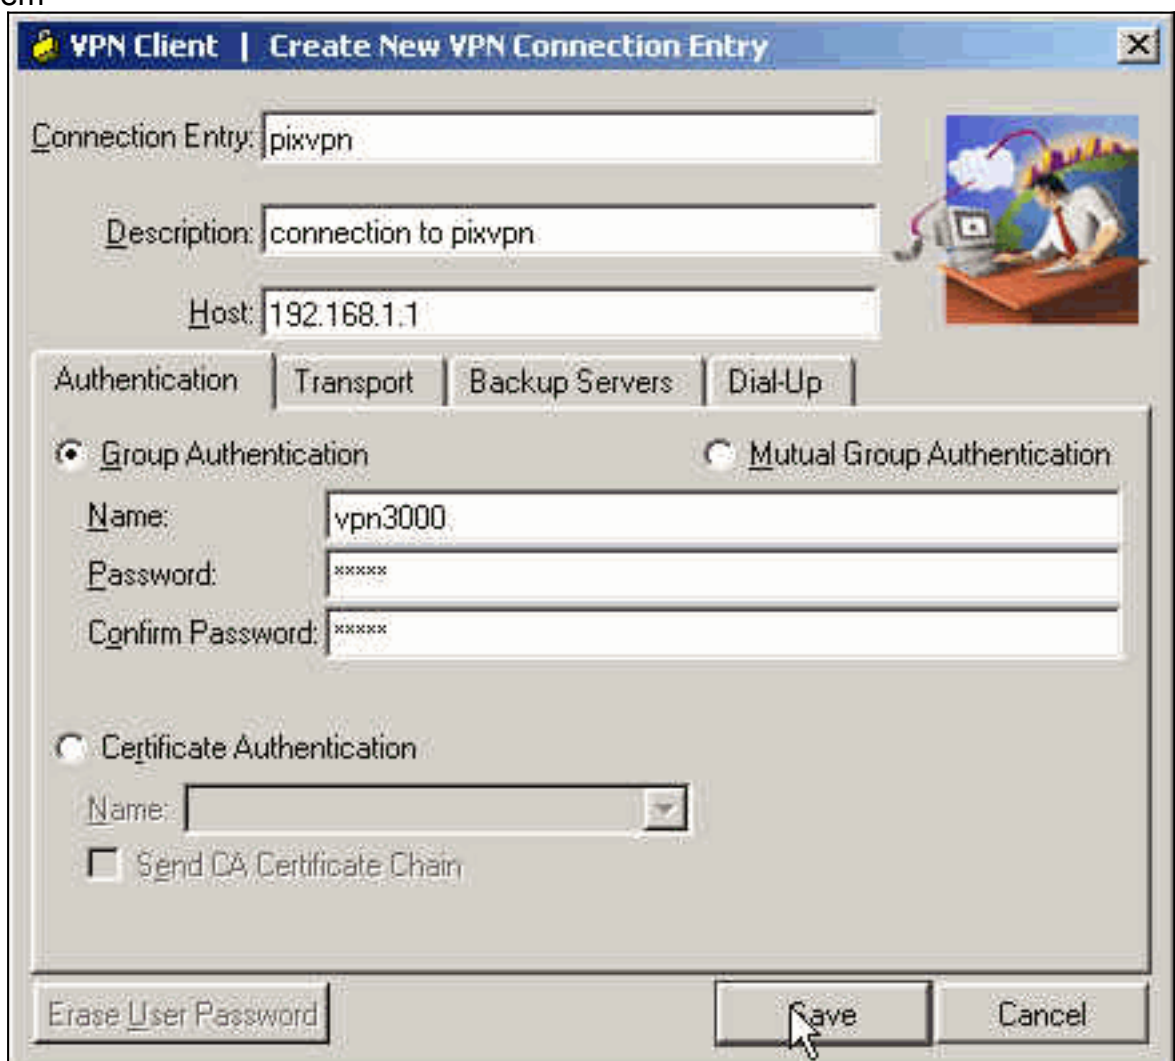 VPN Client | Create New VPN Connection Entry
Connection Entry: pixvpn
Description: connection to pixvpn
Host: 192.168.1.1
Authentication Transport Backup Servers Dial-Up
Group Authentication Mutual Group Authentication
Name: vpn3000
Password: *****
Confirm Password: *****
Certificate Authentication
Name:
Send CA Certificate Chain
Erase User Password Save Cancel